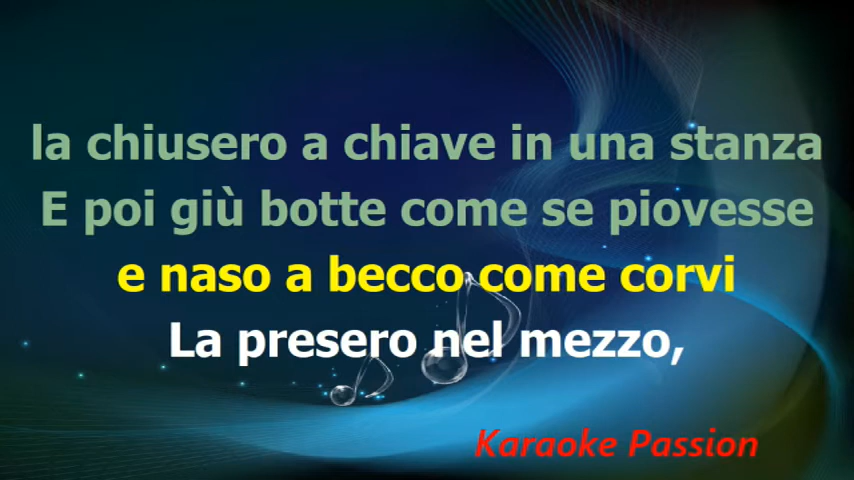 la chiusero a chiave in una stanza
E poi giù botte come se piovesse
e naso a becco come corvi
La presero nel mezzo,
Karaoke Passion